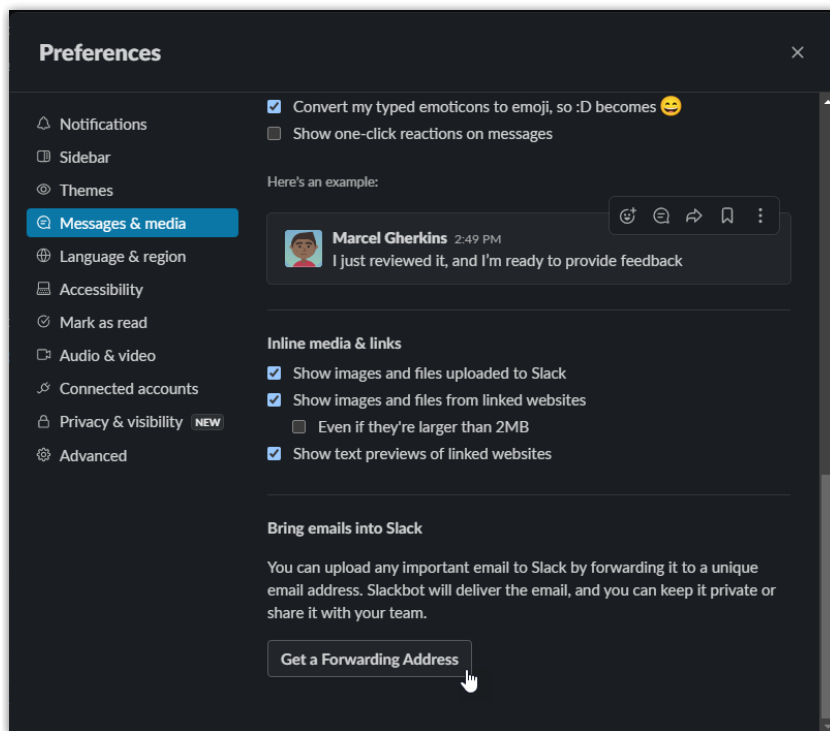 Preferences
Notifications
Sidebar
Themes
Messages & media
Language & region
Accessibility
Mark as read
Audio & video
Connected accounts
Privacy & visibility NEW
Advanced
Convert my typed emoticons to emoji, so :D becomes 😄
Show one-click reactions on messages
Here's an example:
Marcel Gherkins 2:49 PM
I just reviewed it, and I'm ready to provide feedback
Inline media & links
Show images and files uploaded to Slack
Show images and files from linked websites
Even if they're larger than 2MB
Show text previews of linked websites
Bring emails into Slack
You can upload any important email to Slack by forwarding it to a unique
email address. Slackbot will deliver the email, and you can keep it private or
share it with your team.
Get a Forwarding Address